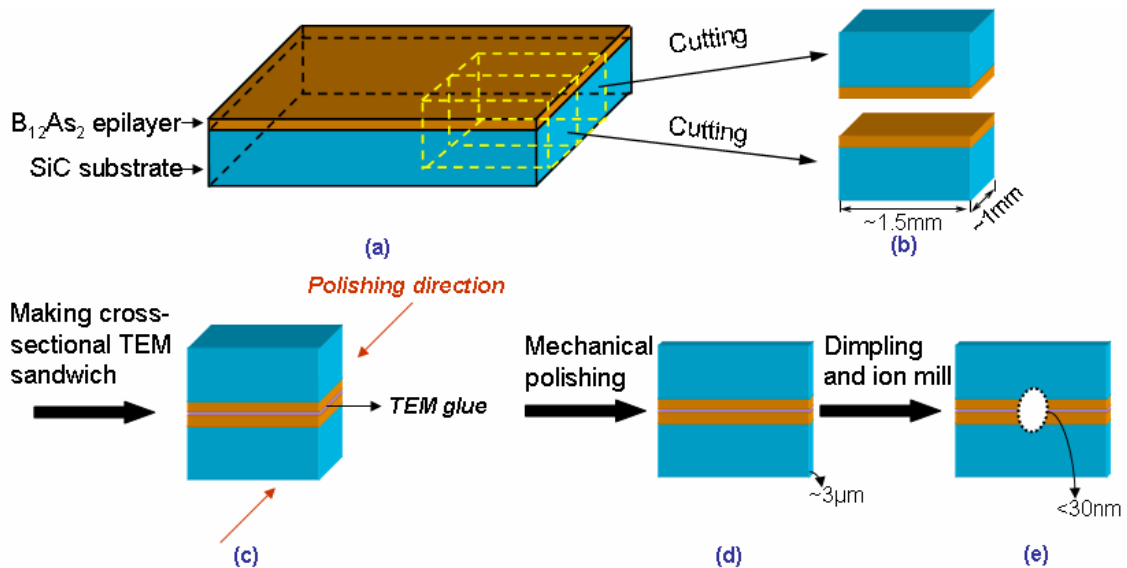 Cutting
B₁₂As₂ epilayer
Cutting
SiC substrate
~1.5mm
~1mm
(a)
(b)
Polishing direction
Making cross-
sectional TEM
sandwich
TEM glue
Mechanical
polishing
Dimpling
and ion mill
~3µm
<30nm
(c)
(d)
(e)